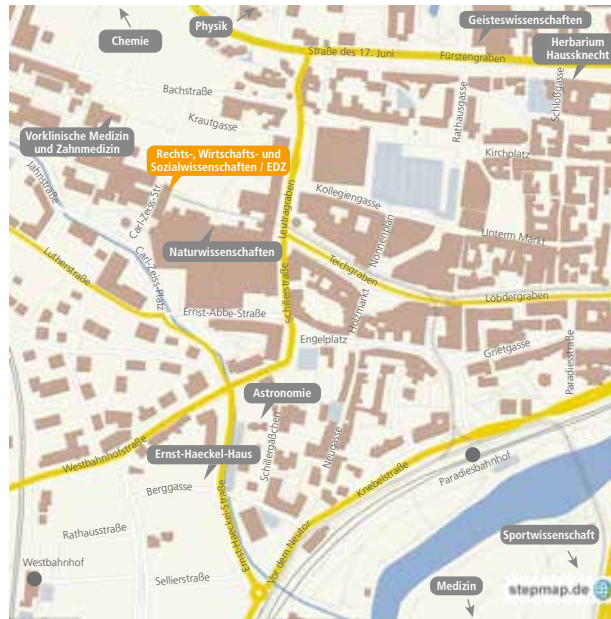 Chemie
Physik
Geisteswissenschaften
Straße des 17. Juni
Fürstengraben
Herbarium
Haussknecht
Bachstraße
Krautgasse
Rathausgasse
Schloßgasse
Vorklinische Medizin
und Zahnmedizin
Rechts-, Wirtschafts- und
Sozialwissenschaften / EDZ
Kirchplatz
Jahnstraße
Carl-Zeiss-Str.
Leutragraben
Kollegiengasse
Nonnenplan
Unterm Markt
Lutherstraße
Carl-Zeiss-Platz
Naturwissenschaften
Teichgraben
Schillerstraße
Holzmarkt
Löbdergraben
Ernst-Abbe-Straße
Engelplatz
Grietgasse
Paradiesstraße
Astronomie
Westbahnhofstraße
Ernst-Haeckel-Haus
Schillergäßchen
Neugasse
Knebelstraße
Paradiesbahnhof
Berggasse
Ernst-Haeckel-Straße
Rathausstraße
Vor dem Neutor
Sportwissenschaft
Westbahnhof
Sellierstraße
Medizin
stepmap.de